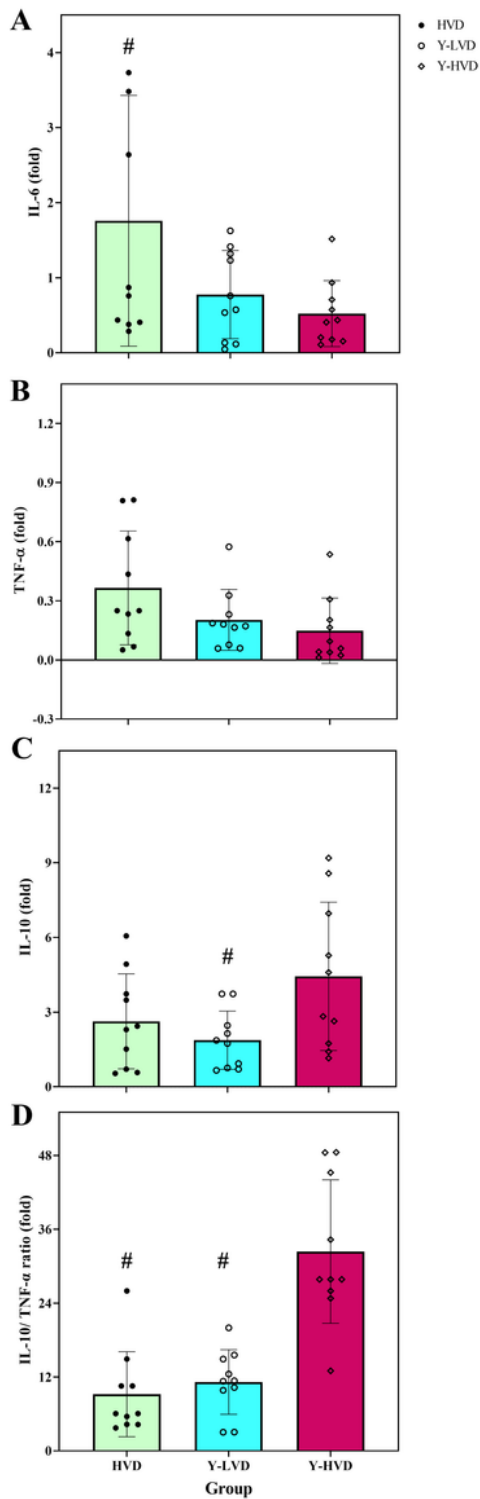 A
HVD
Y-LVD
Y-HVD
#
4
3
2
1
0
IL-6 (fold)
B
1.2
0.9
0.6
0.3
0.0
-0.3
TNF-α (fold)
C
12
9
6
3
0
IL-10 (fold)
#
D
48
36
24
12
0
IL-10/ TNF-α ratio (fold)
# #
HVD Y-LVD Y-HVD
Group